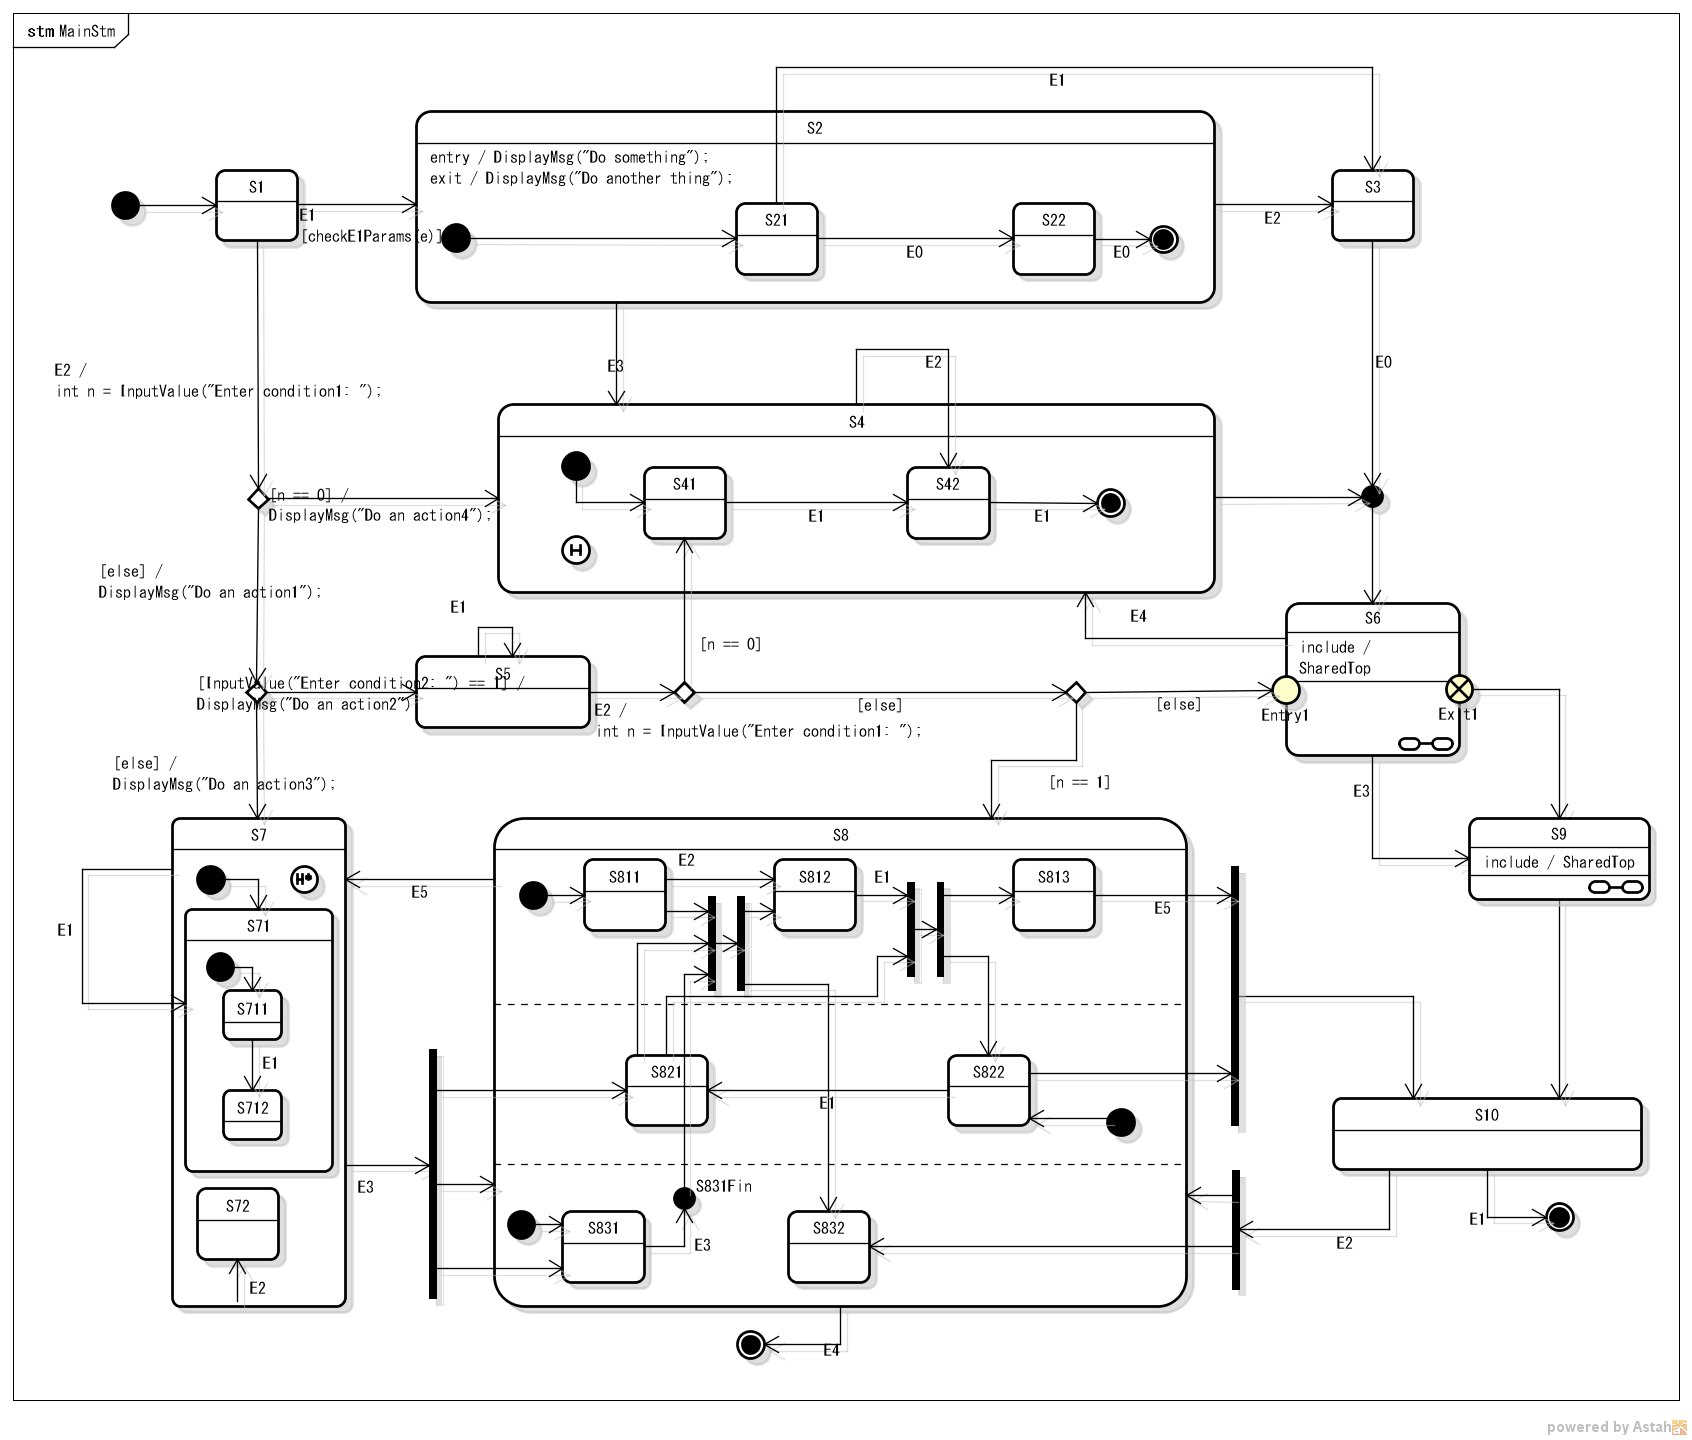 stm MainStm
E1
S2
entry / DisplayMsg("Do something");
exit / DisplayMsg("Do another thing");
S1
S3
E1
[checkE1Params(e)]
S21
S22
E2
E0
E0
E2 /
int n = InputValue("Enter condition1: ");
E3
E2
E0
S4
S41
S42
[n == 0] /
DisplayMsg("Do an action4");
E1
E1
H
[else] /
DisplayMsg("Do an action1");
E1
E4
S6
include /
SharedTop
[n == 0]
S5
[InputValue("Enter condition2: ") == 1] /
DisplayMsg("Do an action2")
E2 /
int n = InputValue("Enter condition1: ");
[else]
[else]
Entry1
Exit1
[else] /
DisplayMsg("Do an action3");
[n == 1]
E3
S7
S8
S9
include / SharedTop
H*
E5
S811
E2
S812
E1
S813
E5
E1
S71
S711
E1
S712
S821
S822
E1
S10
E3
S831Fin
S72
E2
S831
E3
S832
E2
E1
E4
powered by Astah